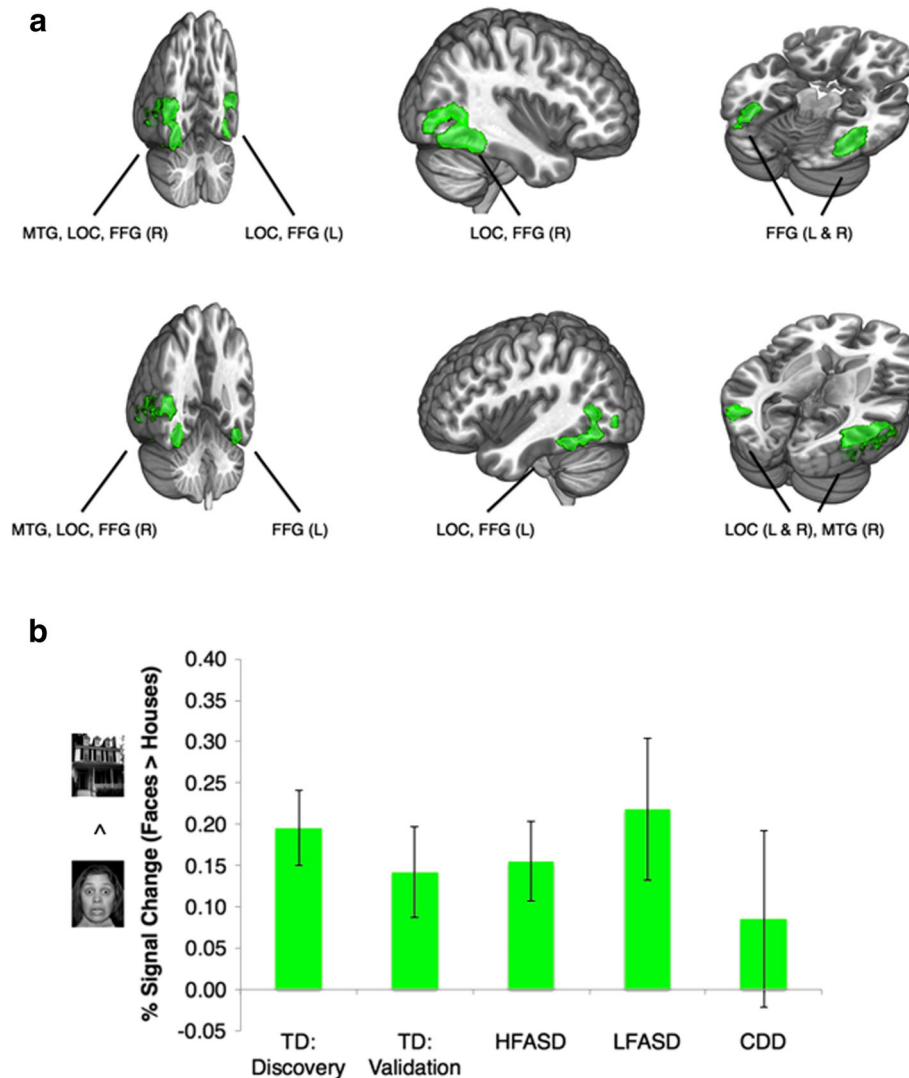 a
MTG, LOC, FFG (R)
LOC, FFG (L)
LOC, FFG (R)
FFG (L & R)
MTG, LOC, FFG (R)
FFG (L)
LOC, FFG (L)
LOC (L & R), MTG (R)
b
% Signal Change (Faces > Houses)
^
0.40
0.35
0.30
0.25
0.20
0.15
0.10
0.05
0.00
-0.05
TD:
Discovery
TD:
Validation
HFASD
LFASD
CDD